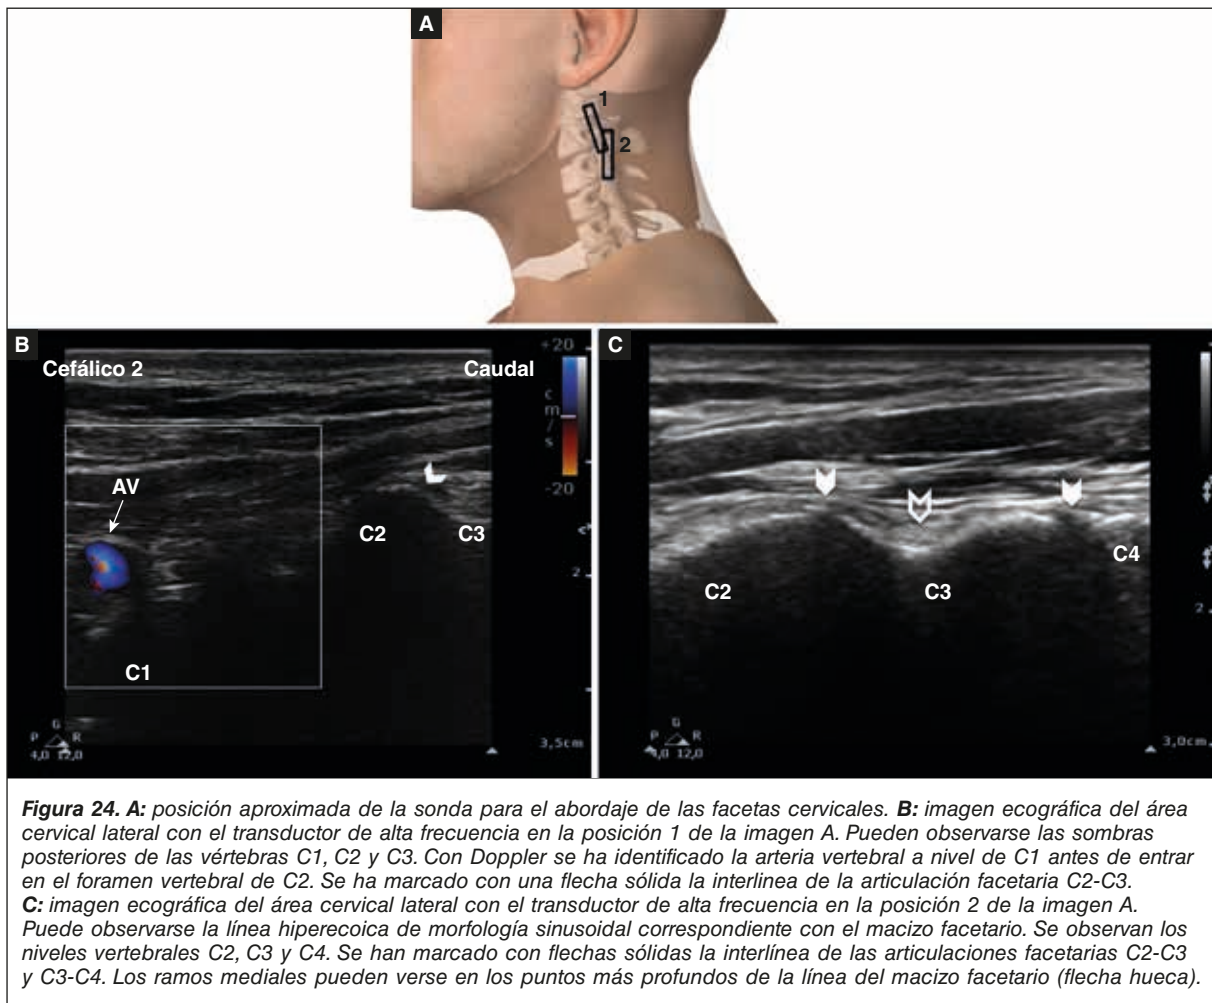 A
1
2
B
Cefálico 2
Caudal
+20
c
m
/
s
-20
AV
C2
C3
2
C1
G
P
R
4,0
12,0
3,5cm
C
C2
C3
C4
2
G
P
R
4,0
12,0
3,0cm
Figura 24. A: posición aproximada de la sonda para el abordaje de las facetas cervicales. B: imagen ecográfica del área
cervical lateral con el transductor de alta frecuencia en la posición 1 de la imagen A. Pueden observarse las sombras
posteriores de las vértebras C1, C2 y C3. Con Doppler se ha identificado la arteria vertebral a nivel de C1 antes de entrar
en el foramen vertebral de C2. Se ha marcado con una flecha sólida la interlinea de la articulación facetaria C2-C3.
C: imagen ecográfica del área cervical lateral con el transductor de alta frecuencia en la posición 2 de la imagen A.
Puede observarse la línea hiperecoica de morfología sinusoidal correspondiente con el macizo facetario. Se observan los
niveles vertebrales C2, C3 y C4. Se han marcado con flechas sólidas la interlínea de las articulaciones facetarias C2-C3
y C3-C4. Los ramos mediales pueden verse en los puntos más profundos de la línea del macizo facetario (flecha hueca).